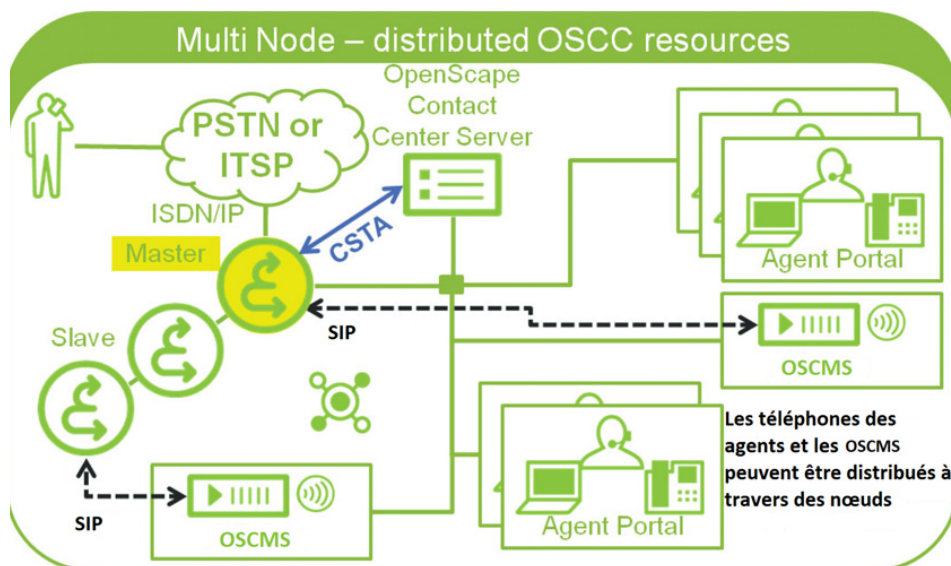 Multi Node – distributed OSCC resources
OpenScape
Contact
Center Server
PSTN or
ITSP
ISDN/IP
Master
CSTA
Agent Portal
SIP
Slave
OSCMS
Les téléphones des
agents et les OSCMS
peuvent être distribués à
travers des nœuds
Agent Portal
SIP
OSCMS